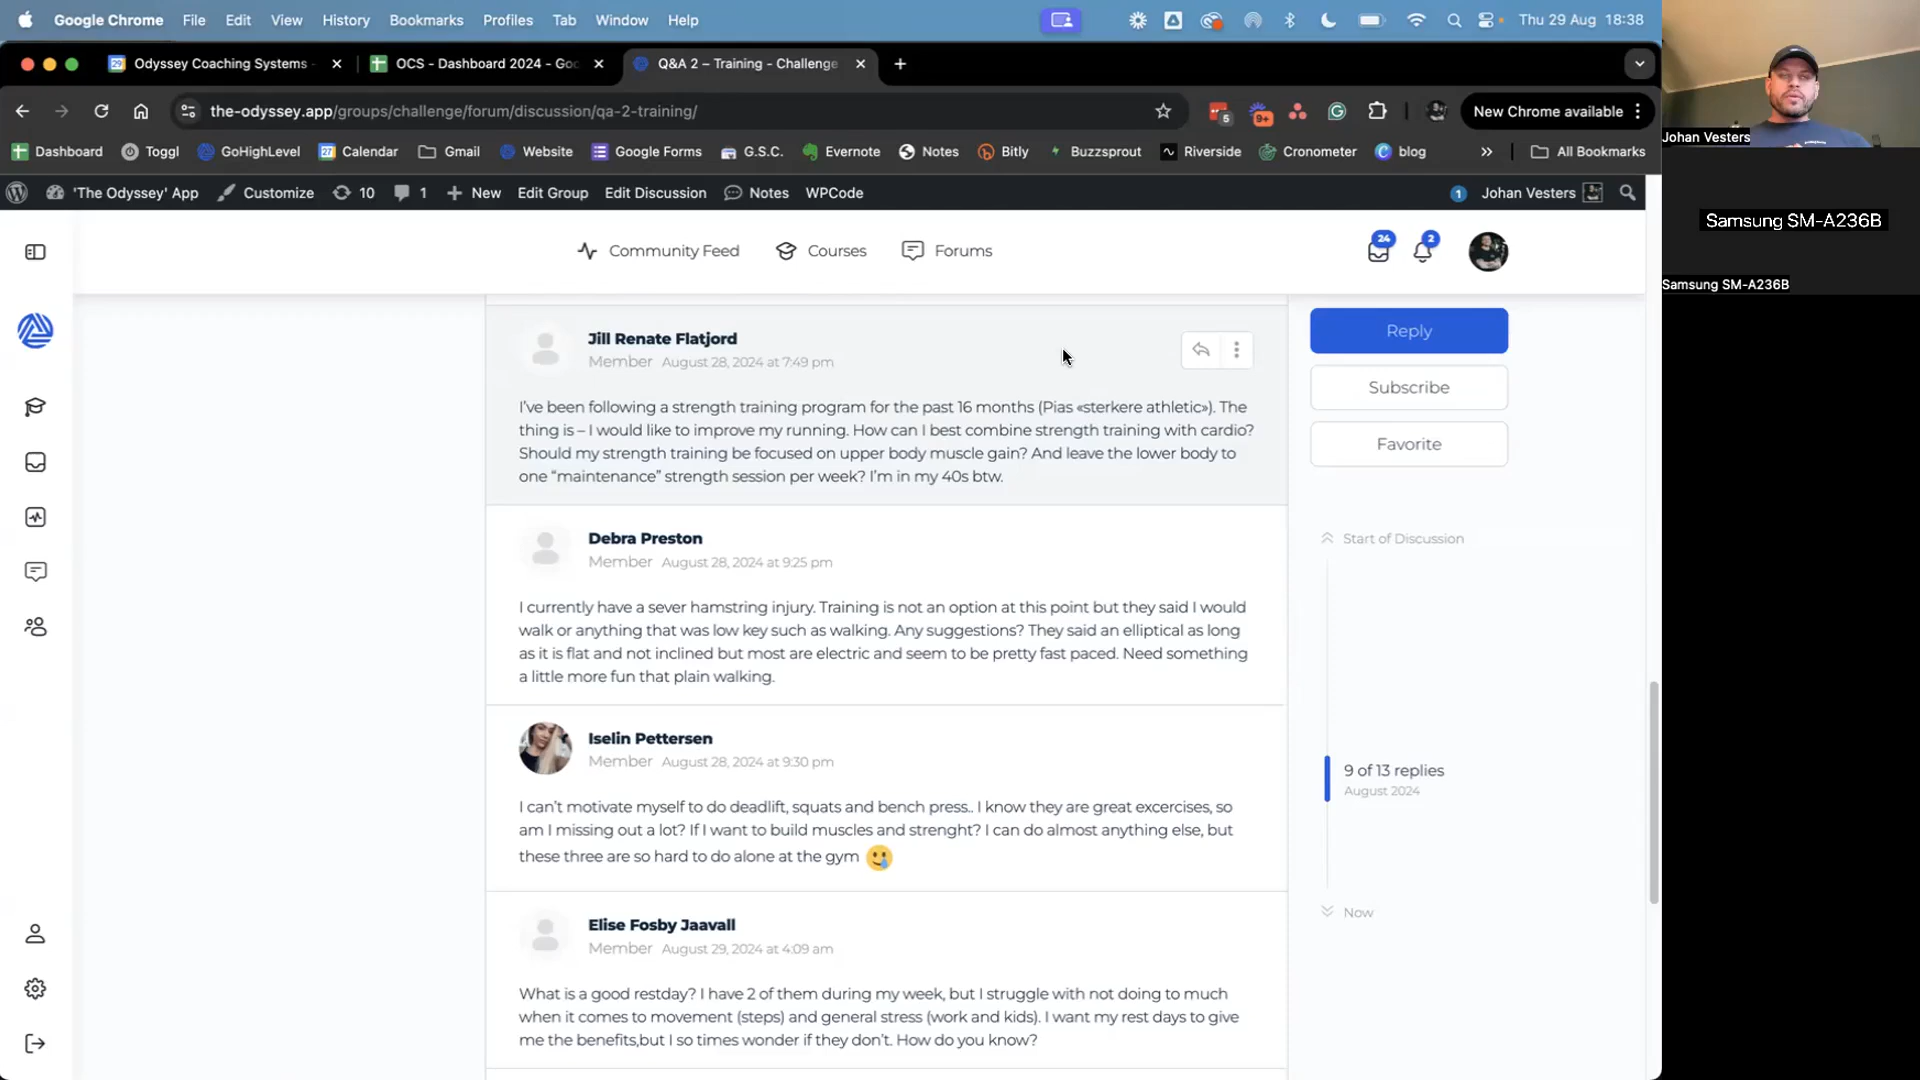 Google Chrome File Edit View History Bookmarks Profiles Tab Window Help Thu 29 Aug 18:38
29 Odyssey Coaching Systems - OCS - Dashboard 2024 - Goo Q&A 2 – Training - Challenge
the-odyssey.app/groups/challenge/forum/discussion/qa-2-training/ 5 9+ New Chrome available
Johan Vesters
Dashboard Toggl GoHighLevel 27 Calendar Gmail Website Google Forms G.S.C. Evernote Notes Bitly Buzzsprout Riverside Cronometer blog » All Bookmarks
'The Odyssey' App Customize 10 1 + New Edit Group Edit Discussion Notes WPCode 1 Johan Vesters
Samsung SM-A236B
Samsung SM-A236B
Community Feed Courses Forums 24 2
Jill Renate Flatjord
Member August 28, 2024 at 7:49 pm
I've been following a strength training program for the past 16 months (Pias «sterkere athletic»). The
thing is – I would like to improve my running. How can I best combine strength training with cardio?
Should my strength training be focused on upper body muscle gain? And leave the lower body to
one “maintenance” strength session per week? I'm in my 40s btw.
Debra Preston
Member August 28, 2024 at 9:25 pm
I currently have a sever hamstring injury. Training is not an option at this point but they said I would
walk or anything that was low key such as walking. Any suggestions? They said an elliptical as long
as it is flat and not inclined but most are electric and seem to be pretty fast paced. Need something
a little more fun that plain walking.
Iselin Pettersen
Member August 28, 2024 at 9:30 pm
I can't motivate myself to do deadlift, squats and bench press.. I know they are great excercises, so
am I missing out a lot? If I want to build muscles and strenght? I can do almost anything else, but
these three are so hard to do alone at the gym 🥲
Elise Fosby Jaavall
Member August 29, 2024 at 4:09 am
What is a good restday? I have 2 of them during my week, but I struggle with not doing to much
when it comes to movement (steps) and general stress (work and kids). I want my rest days to give
me the benefits,but I so times wonder if they don't. How do you know?
Reply
Subscribe
Favorite
Start of Discussion
9 of 13 replies
August 2024
Now